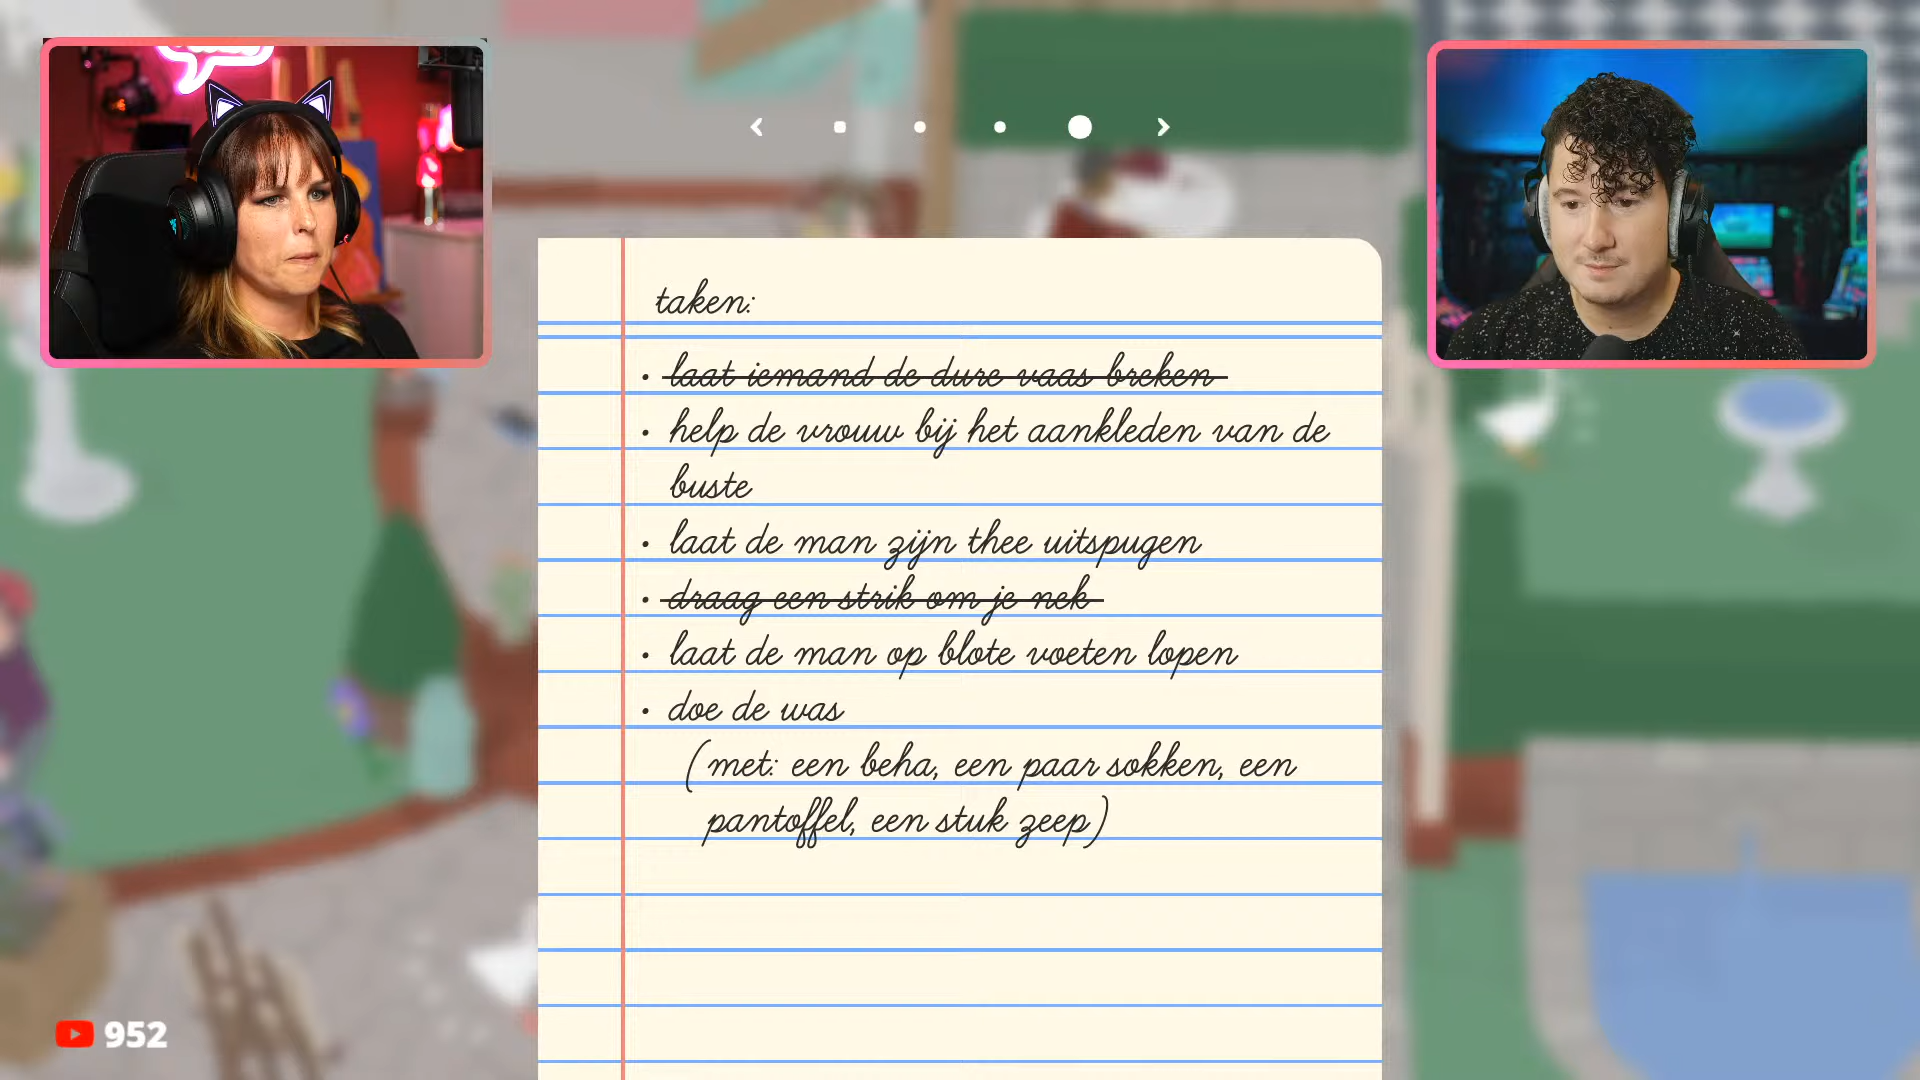 taken:
• laat iemand de dure vaas breken
• help de vrouw bij het aankleden van de
buste
• laat de man zijn thee uitspugen
• draag een strik om je nek
• laat de man op blote voeten lopen
• doe de was
(met: een beha, een paar sokken, een
pantoffel, een stuk zeep)
952